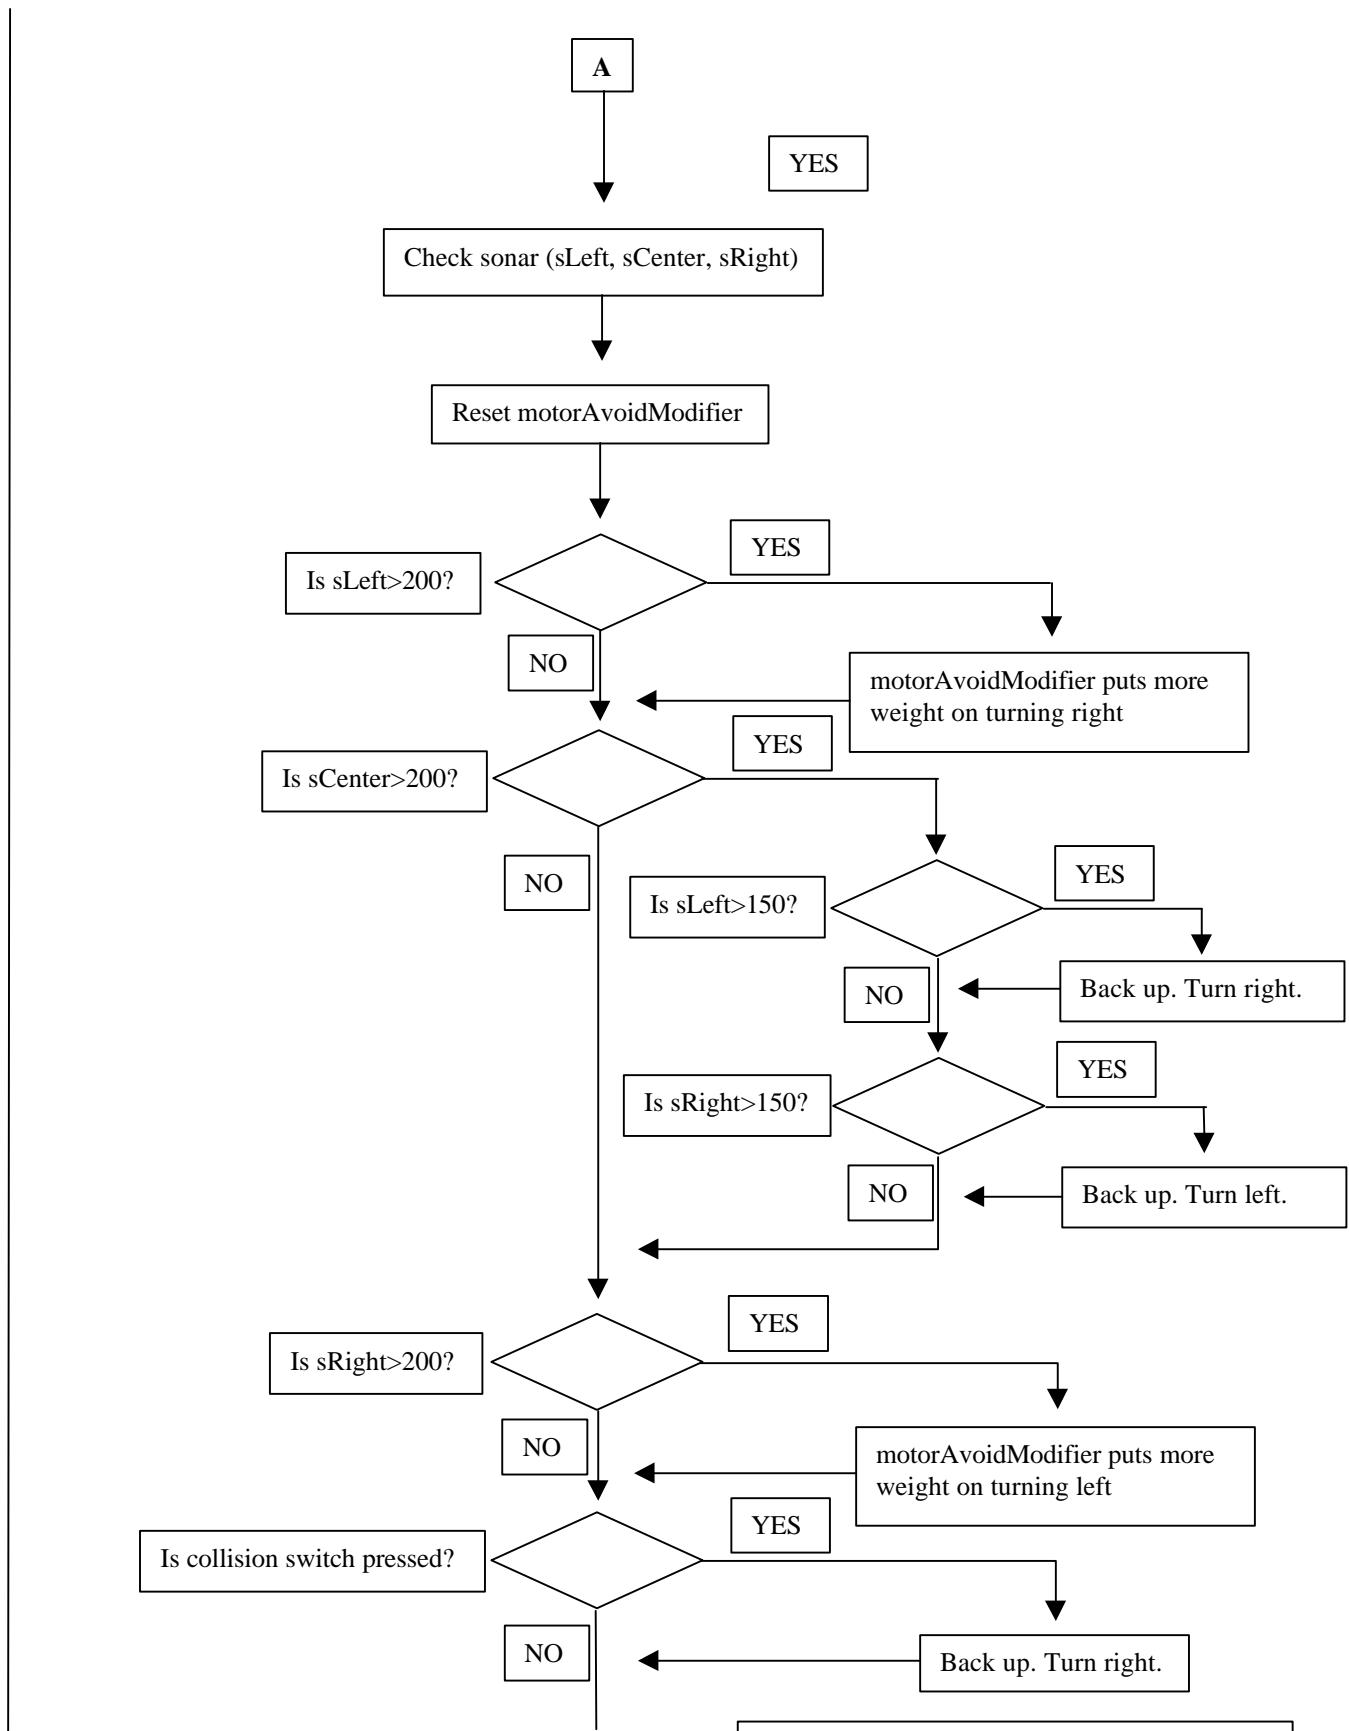 A
YES
Check sonar (sLeft, sCenter, sRight)
Reset motorAvoidModifier
YES
Is sLeft>200?
NO
motorAvoidModifier puts more
weight on turning right
YES
Is sCenter>200?
YES
NO
Is sLeft>150?
Back up. Turn right.
NO
YES
Is sRight>150?
NO
Back up. Turn left.
YES
Is sRight>200?
NO
motorAvoidModifier puts more
weight on turning left
YES
Is collision switch pressed?
NO
Back up. Turn right.